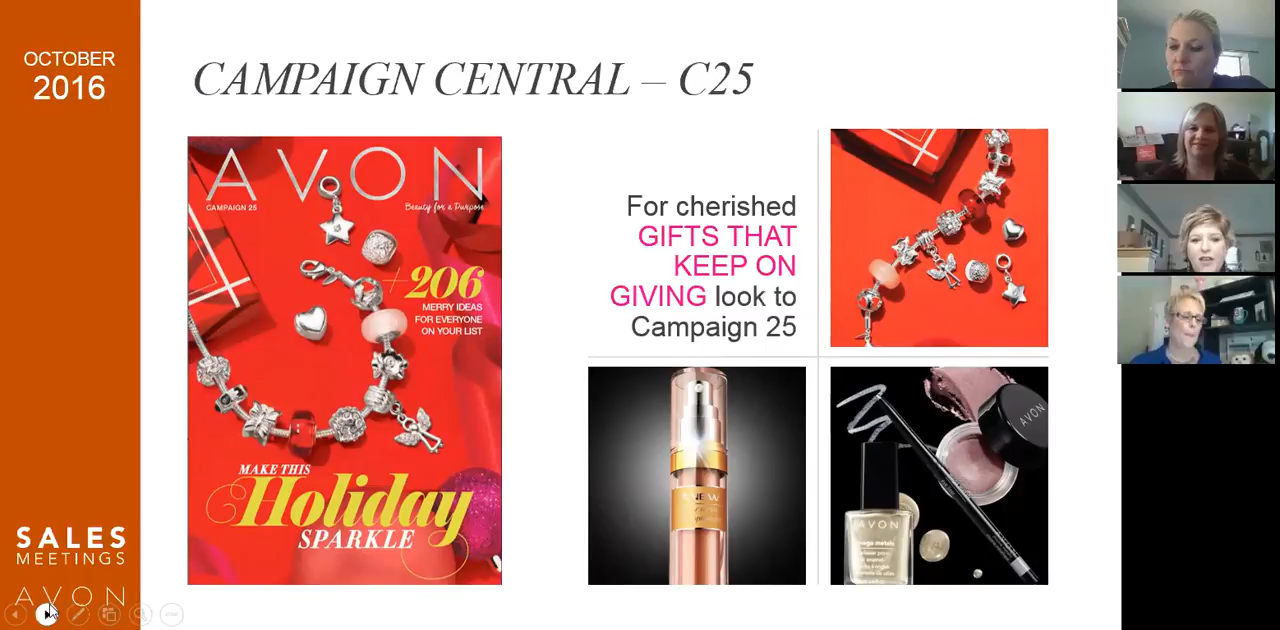 OCTOBER
2016
CAMPAIGN CENTRAL – C25
AVON
CAMPAIGN 25
Beauty for a Purpose
+206
MERRY IDEAS
FOR EVERYONE
ON YOUR LIST
MAKE THIS
Holiday
SPARKLE
For cherished
GIFTS THAT
KEEP ON
GIVING look to
Campaign 25
AVON
AVON
mega metals
SALES
MEETINGS
AVON